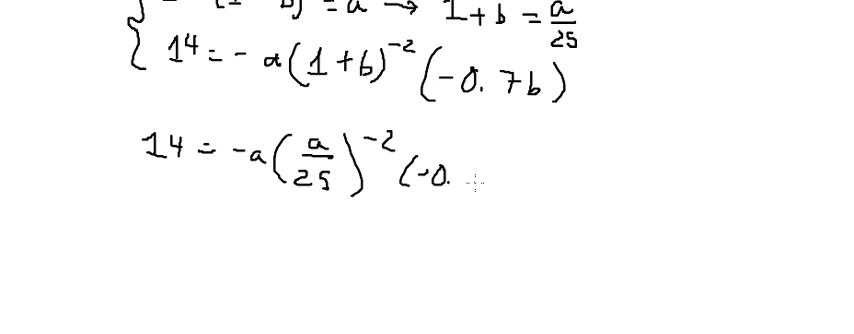 = a → 1 + b = a/25
14 = - a(1 + b)^-2 (-0.7b)
14 = -a(a/25)^-2 (-0.